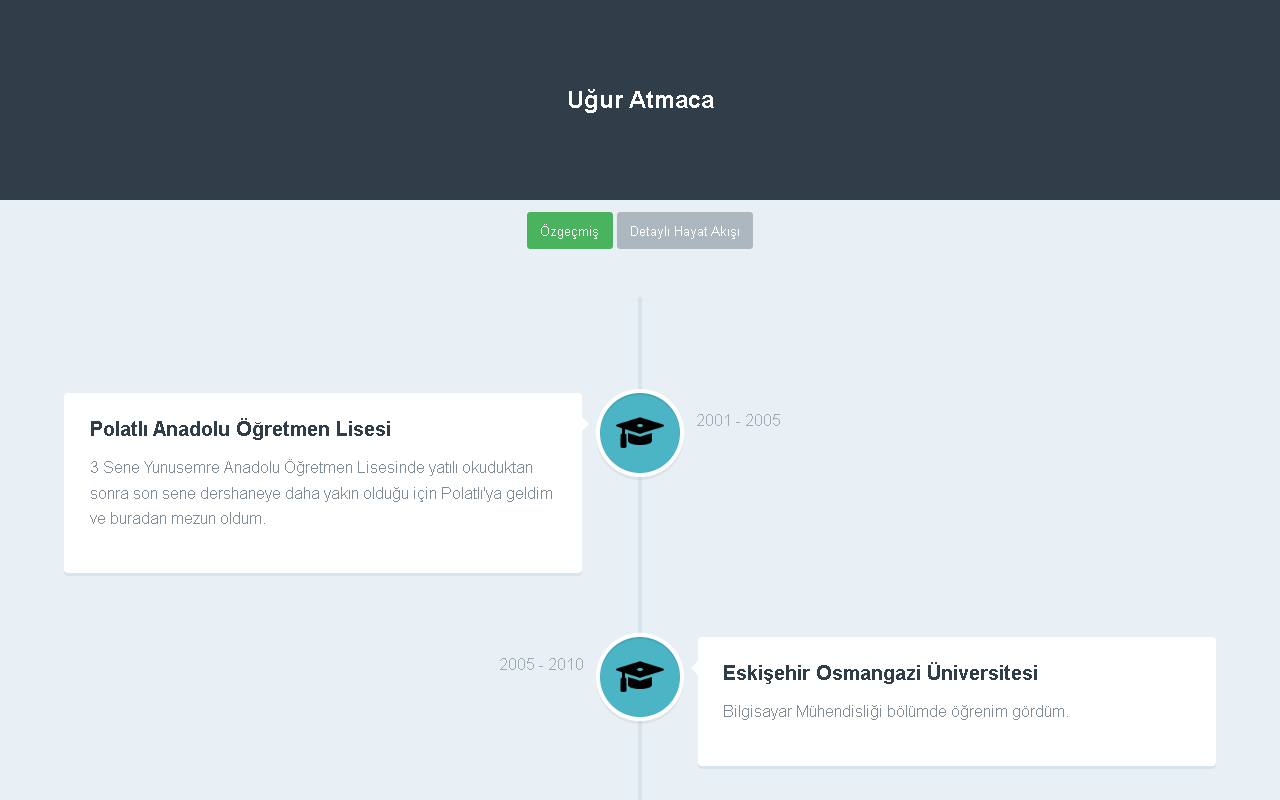 Uğur Atmaca
Özgeçmiş
Detaylı Hayat Akışı
Polatlı Anadolu Öğretmen Lisesi
3 Sene Yunusemre Anadolu Öğretmen Lisesinde yatılı okuduktan
sonra son sene dershaneye daha yakın olduğu için Polatlı'ya geldim
ve buradan mezun oldum.
2001 - 2005
2005 - 2010
Eskişehir Osmangazi Üniversitesi
Bilgisayar Mühendisliği bölümde öğrenim gördüm.